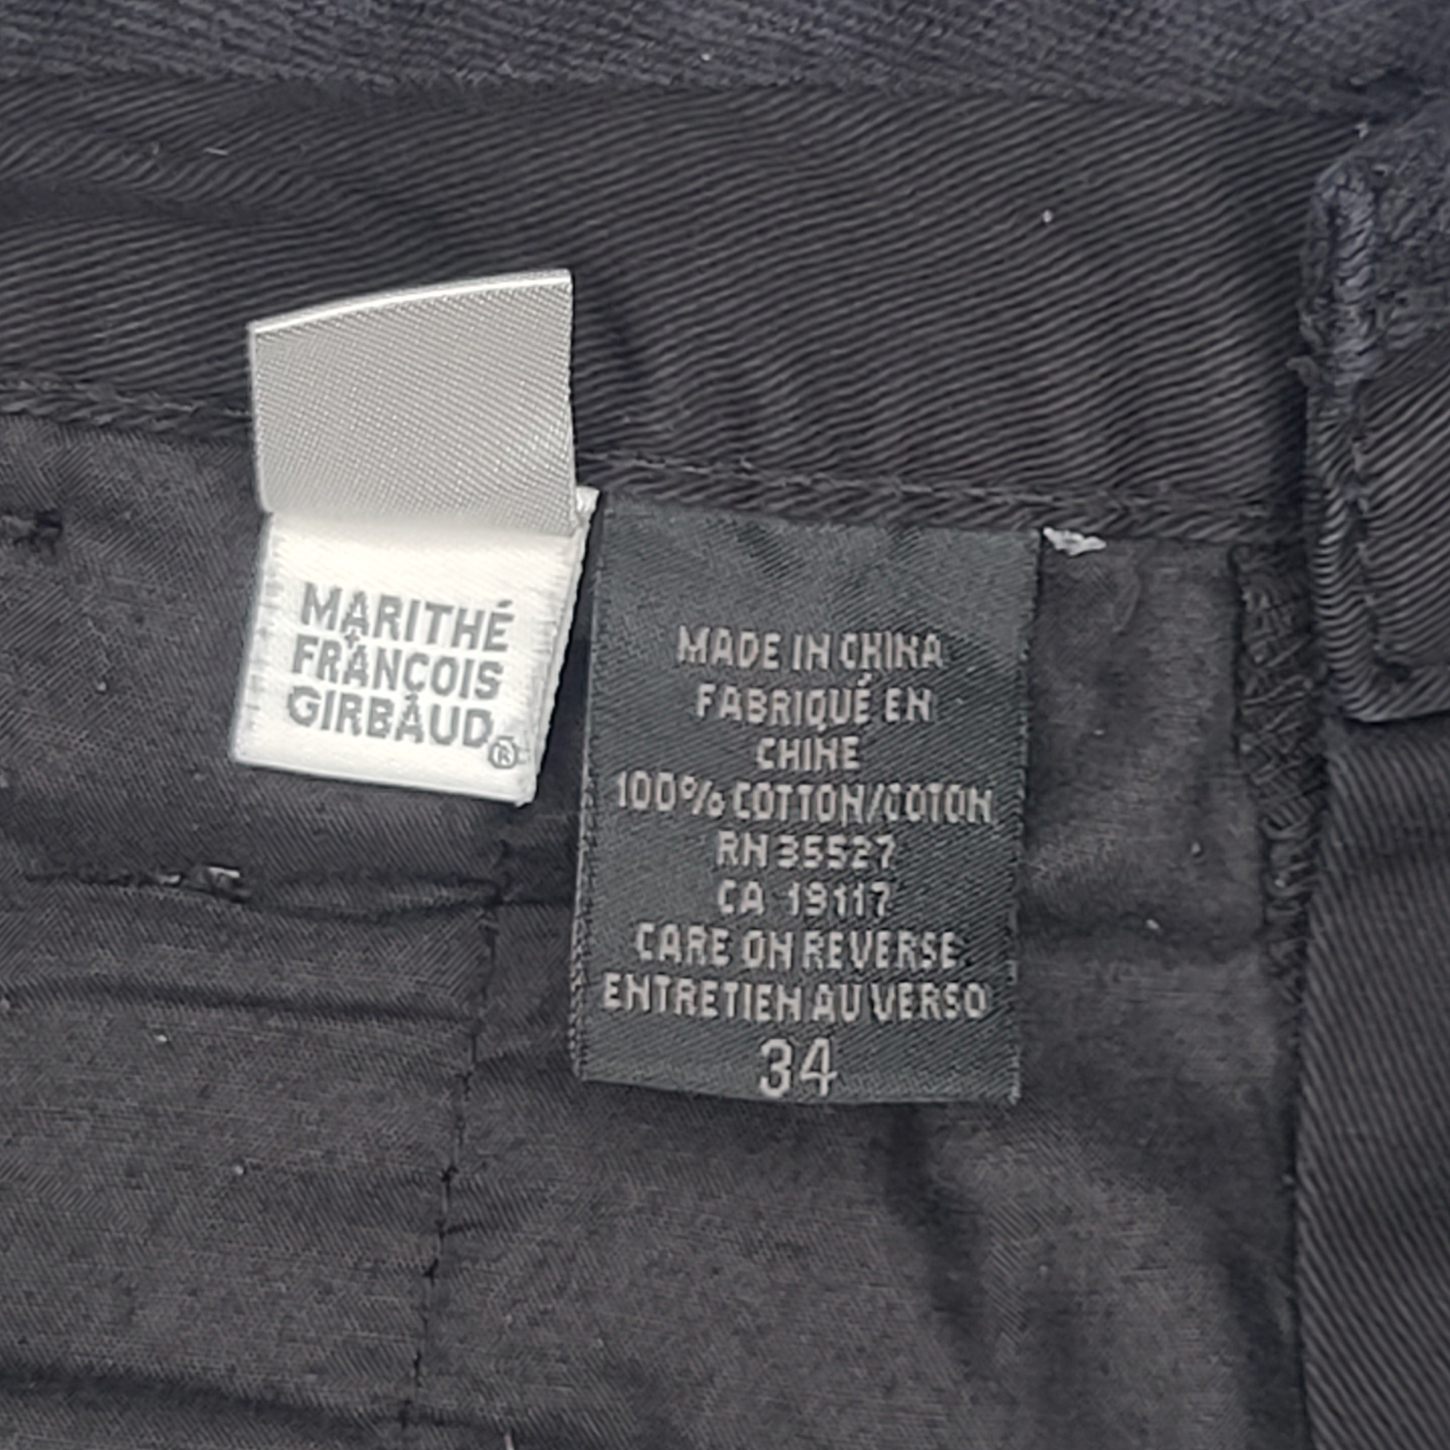 MARITHÉ
FRANÇOIS
GIRBAUD®
MADE IN CHINA
FABRIQUÉ EN
CHINE
100% COTTON/COTON
RN 35527
CA 19117
CARE ON REVERSE
ENTRETIEN AU VERSO
34